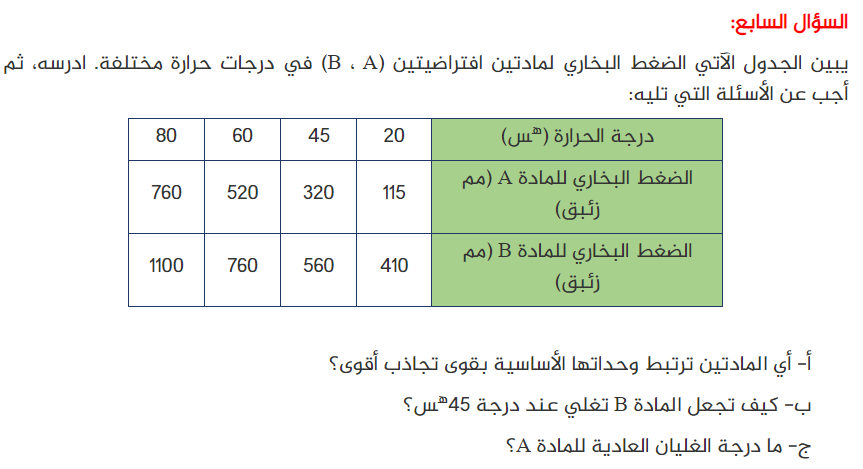 السؤال السابع:
يبين الجدول الآتي الضغط البخاري لمادتين افتراضيتين (B ، A) في درجات حرارة مختلفة. ادرسه، ثم
أجب عن الأسئلة التي تليه:
درجة الحرارة (°س) 20 45 60 80
الضغط البخاري للمادة A (مم
زئبق) 115 320 520 760
الضغط البخاري للمادة B (مم
زئبق) 410 560 760 1100
أ- أي المادتين ترتبط وحداتها الأساسية بقوى تجاذب أقوى؟
ب- كيف تجعل المادة B تغلي عند درجة 45°س؟
ج- ما درجة الغليان العادية للمادة A؟